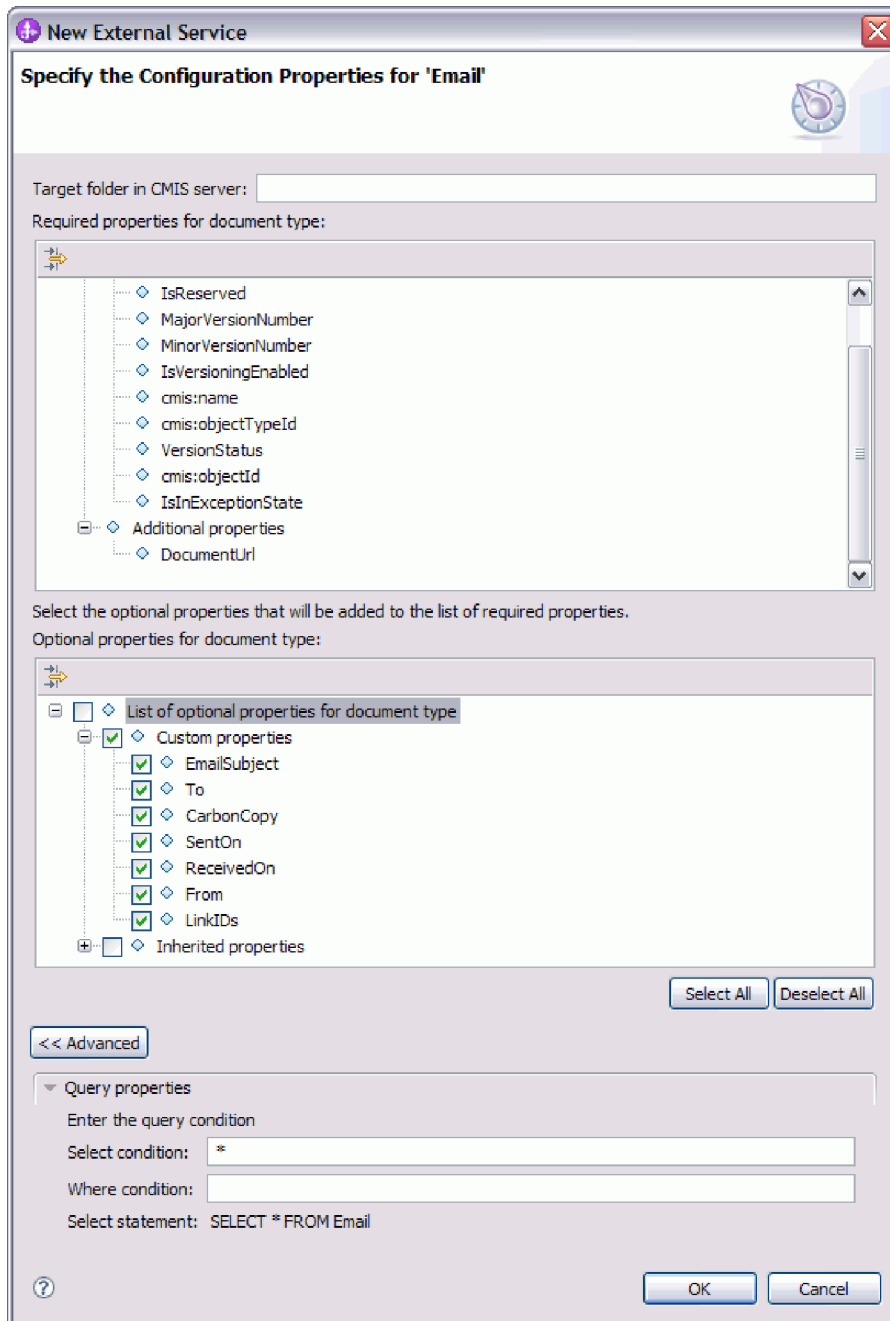 New External Service
Specify the Configuration Properties for 'Email'
Target folder in CMIS server:
Required properties for document type:
IsReserved
MajorVersionNumber
MinorVersionNumber
IsVersioningEnabled
cmis:name
cmis:objectTypeId
VersionStatus
cmis:objectId
IsInExceptionState
Additional properties
DocumentUrl
Select the optional properties that will be added to the list of required properties.
Optional properties for document type:
List of optional properties for document type
Custom properties
EmailSubject
To
CarbonCopy
SentOn
ReceivedOn
From
LinkIDs
Inherited properties
Select All Deselect All
<< Advanced
Query properties
Enter the query condition
Select condition: *
Where condition:
Select statement: SELECT * FROM Email
? OK Cancel